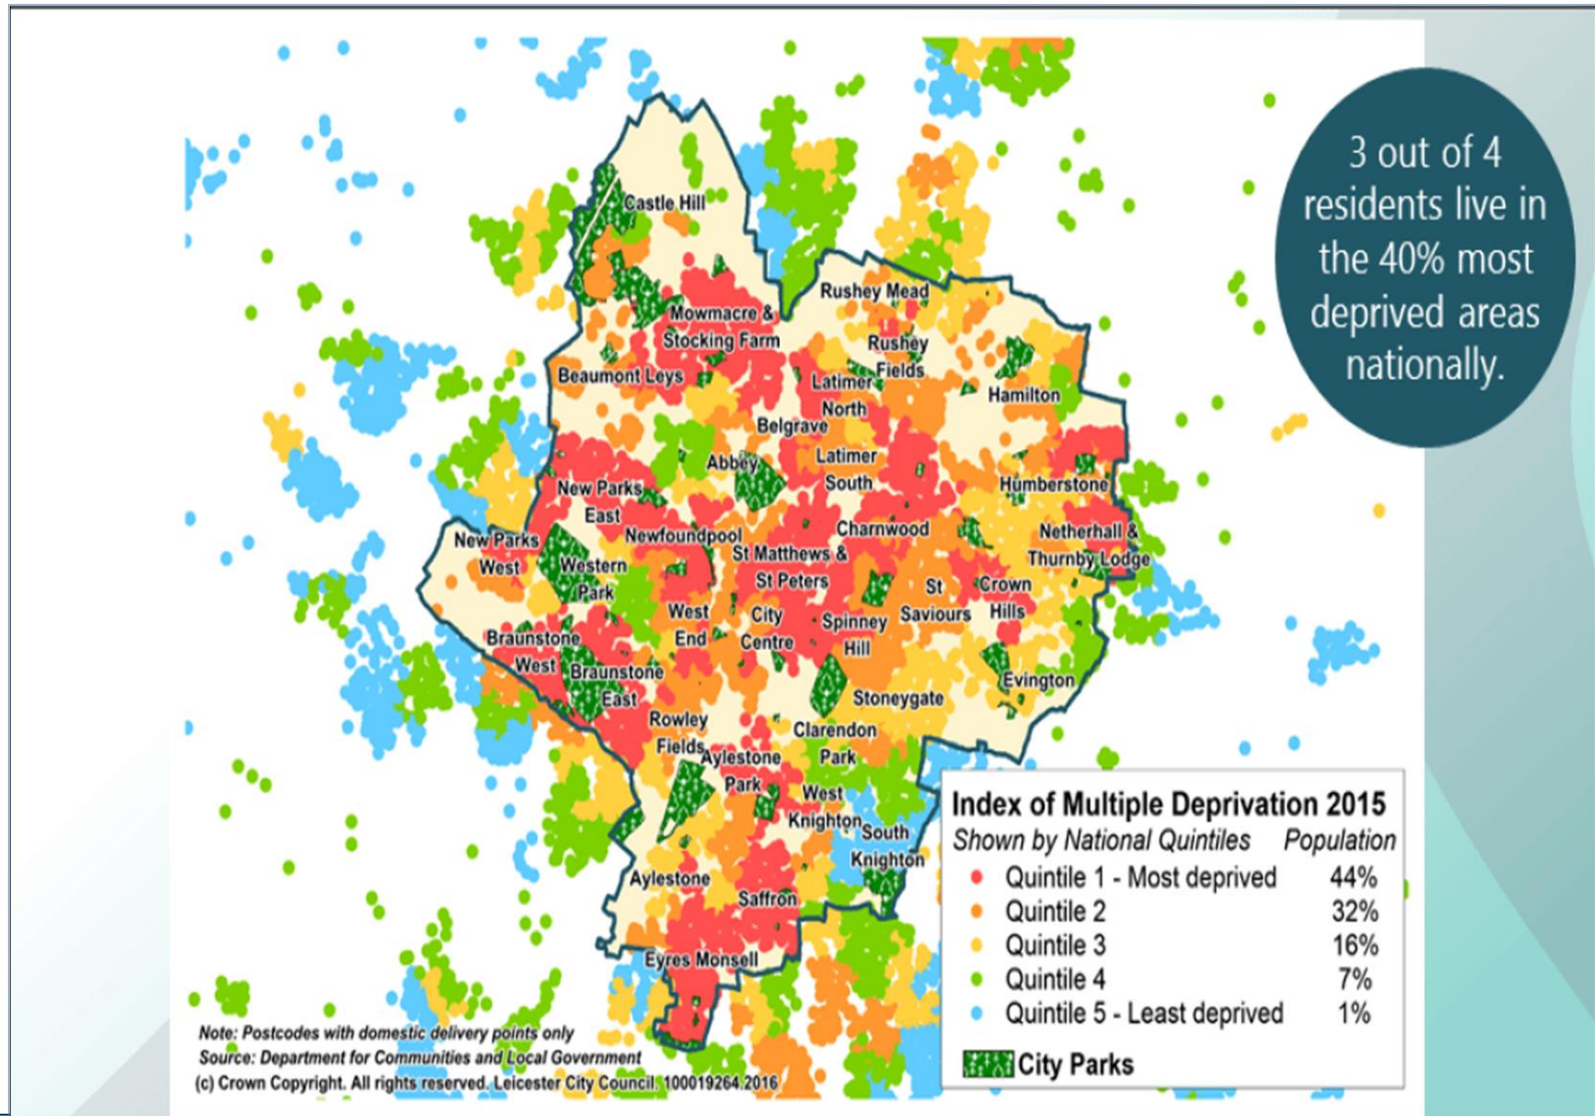 3 out of 4
residents live in
the 40% most
deprived areas
nationally.
Castle Hill
Rushey Mead
Mowmacre &
Stocking Farm
Rushey
Fields
Beaumont Leys
Latimer
North
Hamilton
Belgrave
Abbey
Latimer
South
New Parks
East
Humberstone
Newfoundpool
Charnwood
Netherhall &
Thurnby Lodge
New Parks
West
St Matthews &
St Peters
Western
Park
St
Saviours
Crown
Hills
West
End
City
Centre
Spinney
Hill
Braunstone
West
Braunstone
East
Evington
Stoneygate
Rowley
Fields
Clarendon
Park
Aylestone
Park
West
Knighton
South
Knighton
Aylestone
Saffron
Eyres Monsell
Index of Multiple Deprivation 2015
Shown by National Quintiles Population
Quintile 1 - Most deprived 44%
Quintile 2 32%
Quintile 3 16%
Quintile 4 7%
Quintile 5 - Least deprived 1%
City Parks
Note: Postcodes with domestic delivery points only
Source: Department for Communities and Local Government
(c) Crown Copyright. All rights reserved. Leicester City Council. 100019264.2016